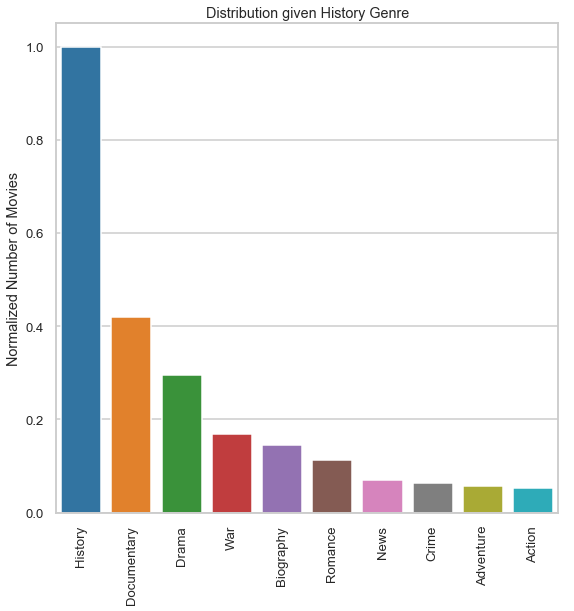 Distribution given History Genre
Normalized Number of Movies
1.0
0.8
0.6
0.4
0.2
0.0
History
Documentary
Drama
War
Biography
Romance
News
Crime
Adventure
Action